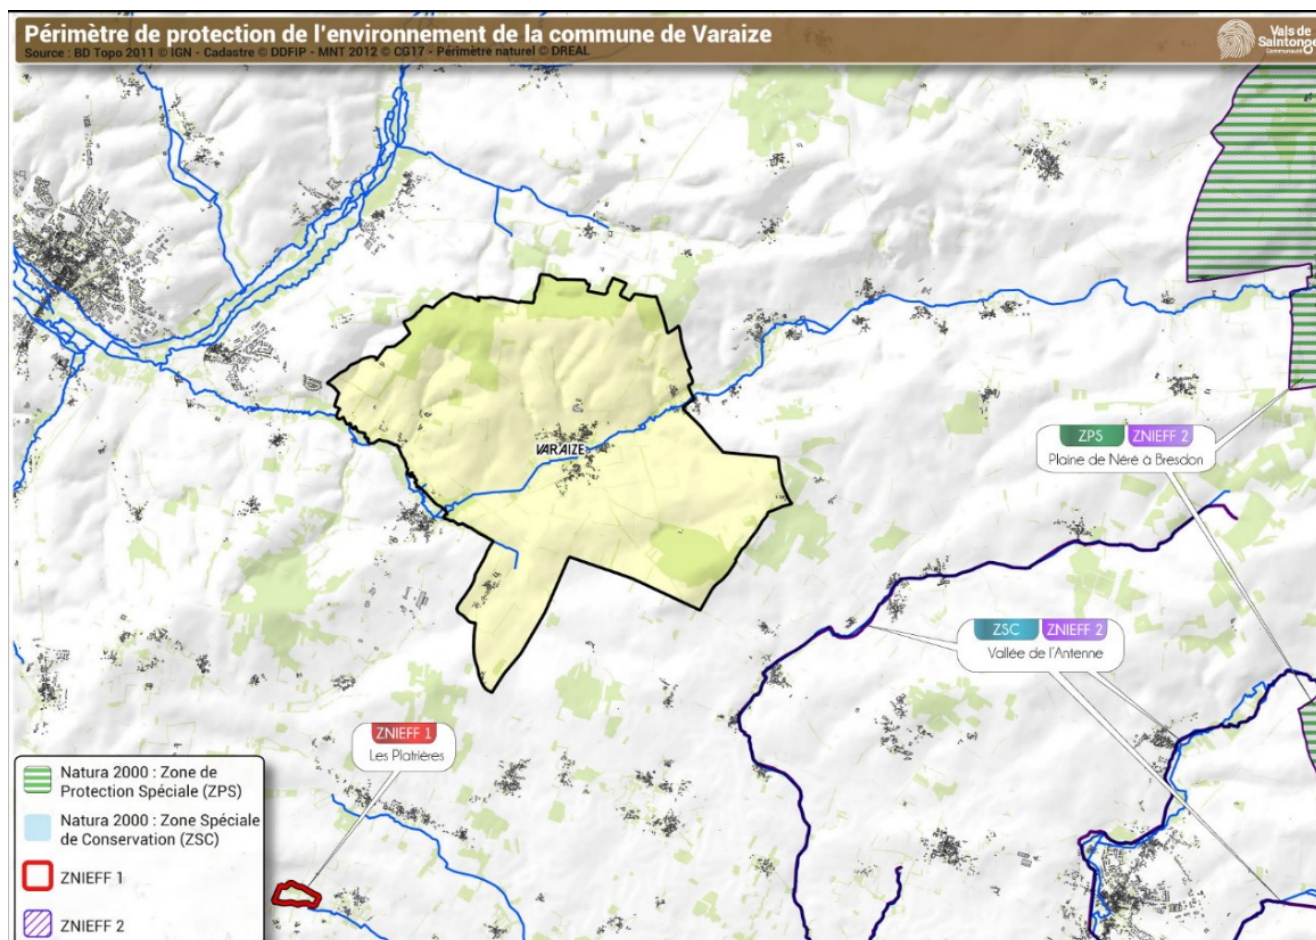 Périmètre de protection de l'environnement de la commune de Varaize
Source : BD Topo 2011 © IGN - Cadastre © DDFIP - MNT 2012 © CG17 - Périmètre naturel © DREAL
Vals de
Saintonge
Communauté
VARAIZE
ZPS ZNIEFF 2
Plaine de Néré à Bresdon
ZSC ZNIEFF 2
Vallée de l'Antenne
ZNIEFF 1
Les Platrières
Natura 2000 : Zone de
Protection Spéciale (ZPS)
Natura 2000 : Zone Spéciale
de Conservation (ZSC)
ZNIEFF 1
ZNIEFF 2